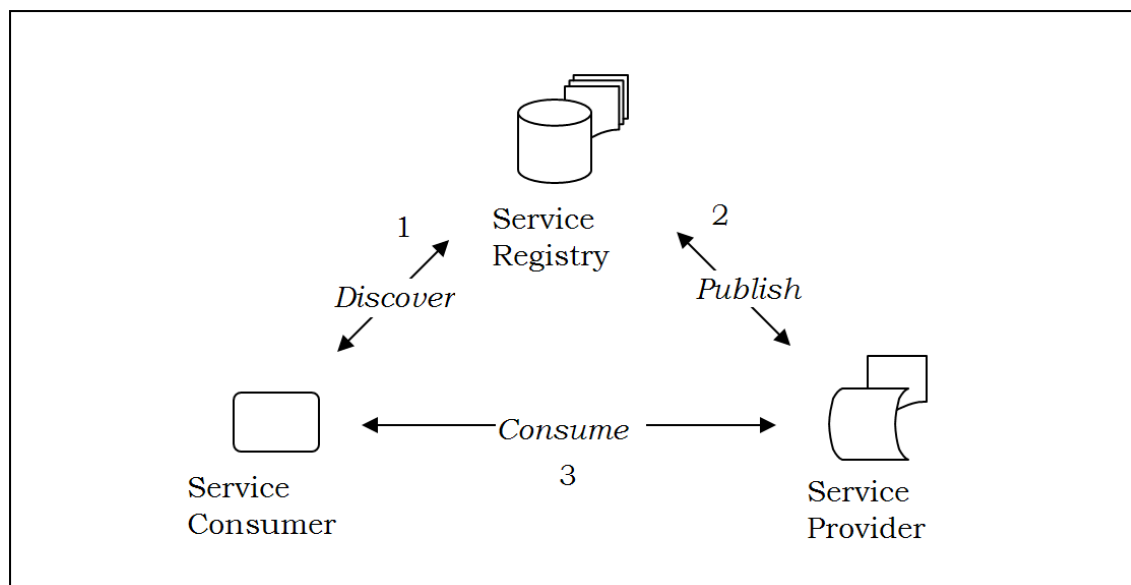 Service
Registry
1
2
Discover
Publish
Consume
3
Service
Consumer
Service
Provider